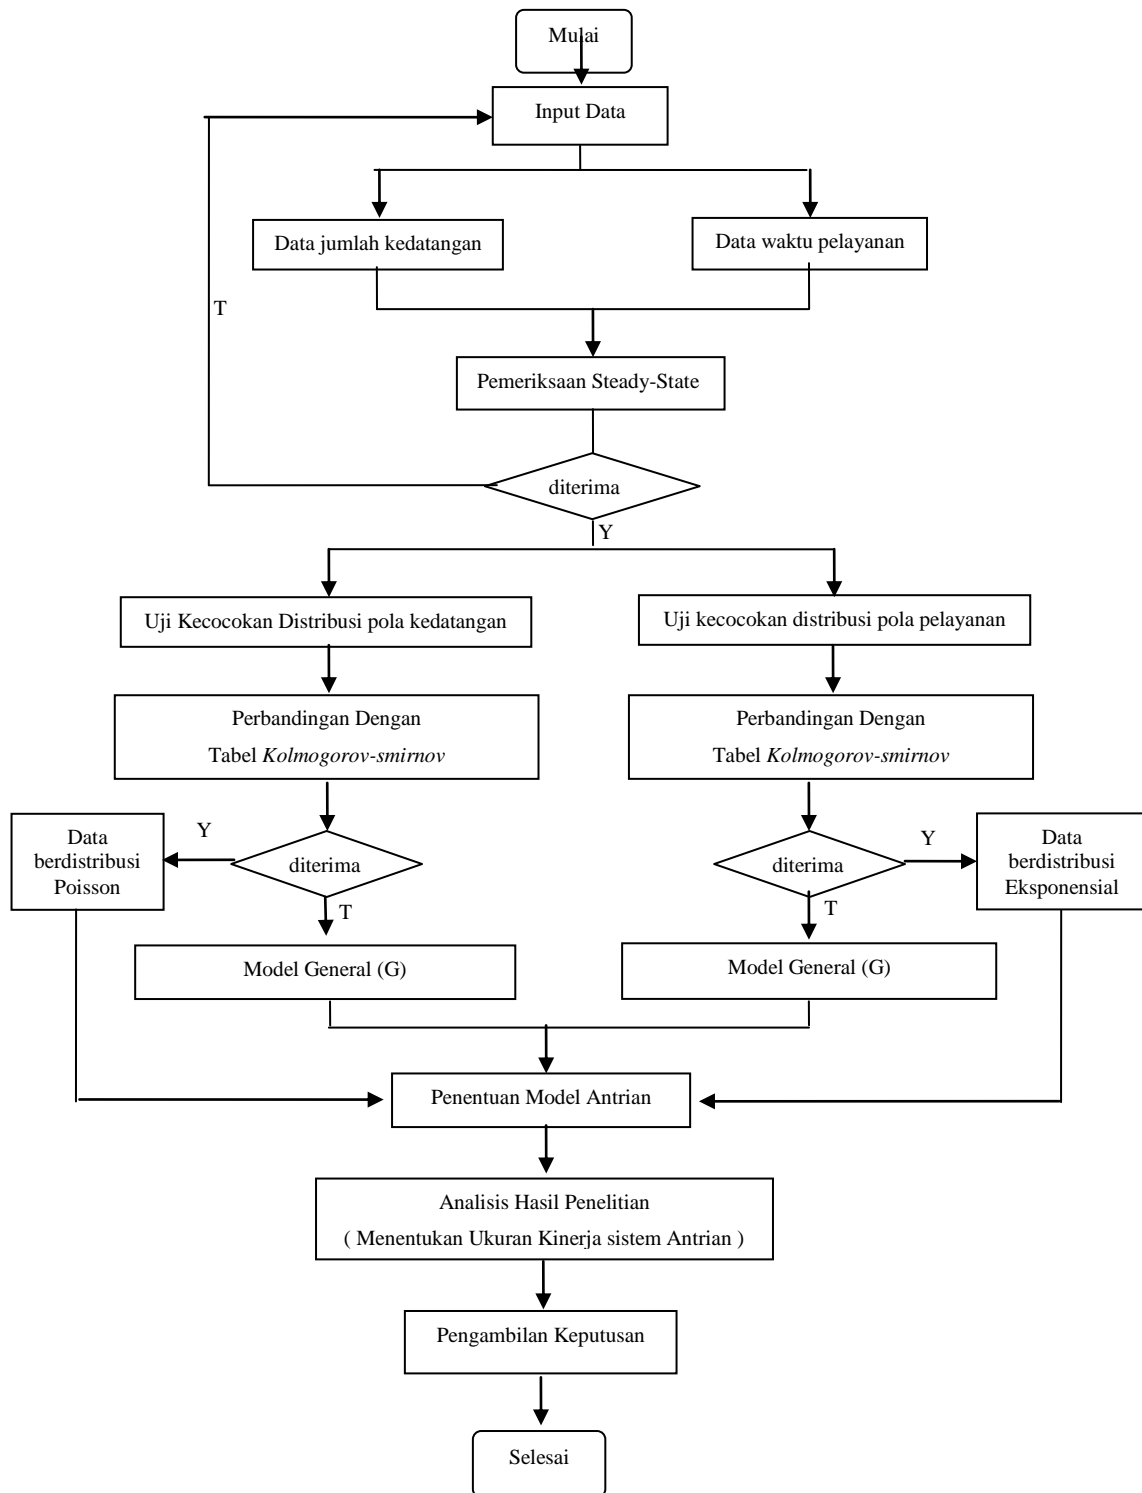 Mulai
Input Data
Data jumlah kedatangan
Data waktu pelayanan
T
Pemeriksaan Steady-State
diterima
Y
Uji Kecocokan Distribusi pola kedatangan
Uji kecocokan distribusi pola pelayanan
Perbandingan Dengan
Tabel Kolmogorov-smirnov
Perbandingan Dengan
Tabel Kolmogorov-smirnov
Data
berdistribusi
Poisson
Y
diterima
T
diterima
Y
T
Data
berdistribusi
Eksponensial
Model General (G)
Model General (G)
Penentuan Model Antrian
Analisis Hasil Penelitian
( Menentukan Ukuran Kinerja sistem Antrian )
Pengambilan Keputusan
Selesai